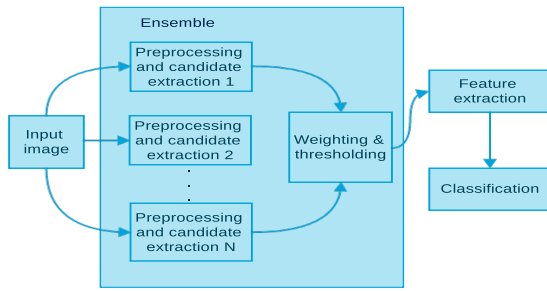 Ensemble
Preprocessing
and candidate
extraction 1
Input
image
Preprocessing
and candidate
extraction 2
Preprocessing
and candidate
extraction N
Weighting &
thresholding
Feature
extraction
Classification